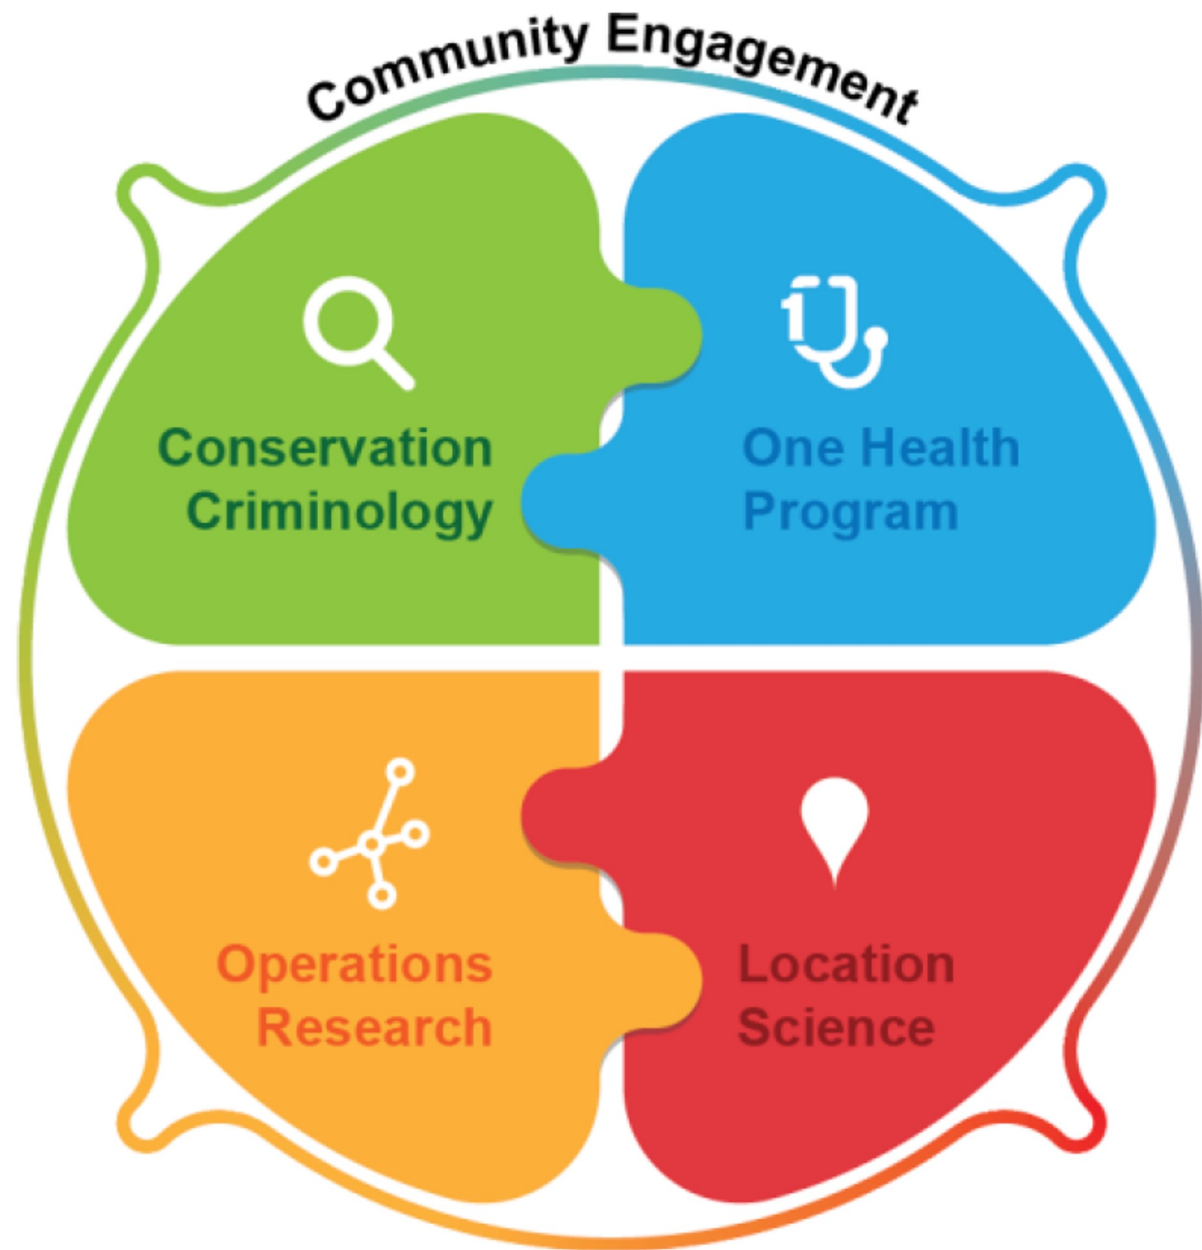 Community Engagement
Conservation
Criminology
One Health
Program
Operations
Research
Location
Science